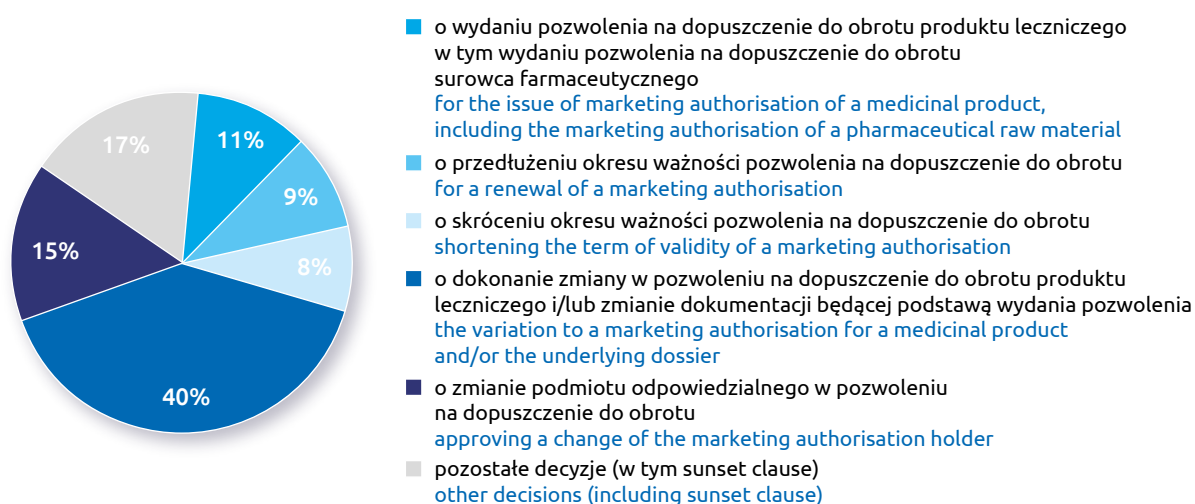 17%
11%
9%
8%
15%
40%
o wydaniu pozwolenia na dopuszczenie do obrotu produktu leczniczego
w tym wydaniu pozwolenia na dopuszczenie do obrotu
surowca farmaceutycznego
for the issue of marketing authorisation of a medicinal product,
including the marketing authorisation of a pharmaceutical raw material
o przedłużeniu okresu ważności pozwolenia na dopuszczenie do obrotu
for a renewal of a marketing authorisation
o skróceniu okresu ważności pozwolenia na dopuszczenie do obrotu
shortening the term of validity of a marketing authorisation
o dokonanie zmiany w pozwoleniu na dopuszczenie do obrotu produktu
leczniczego i/lub zmianie dokumentacji będącej podstawą wydania pozwolenia
the variation to a marketing authorisation for a medicinal product
and/or the underlying dossier
o zmianie podmiotu odpowiedzialnego w pozwoleniu
na dopuszczenie do obrotu
approving a change of the marketing authorisation holder
pozostałe decyzje (w tym sunset clause)
other decisions (including sunset clause)